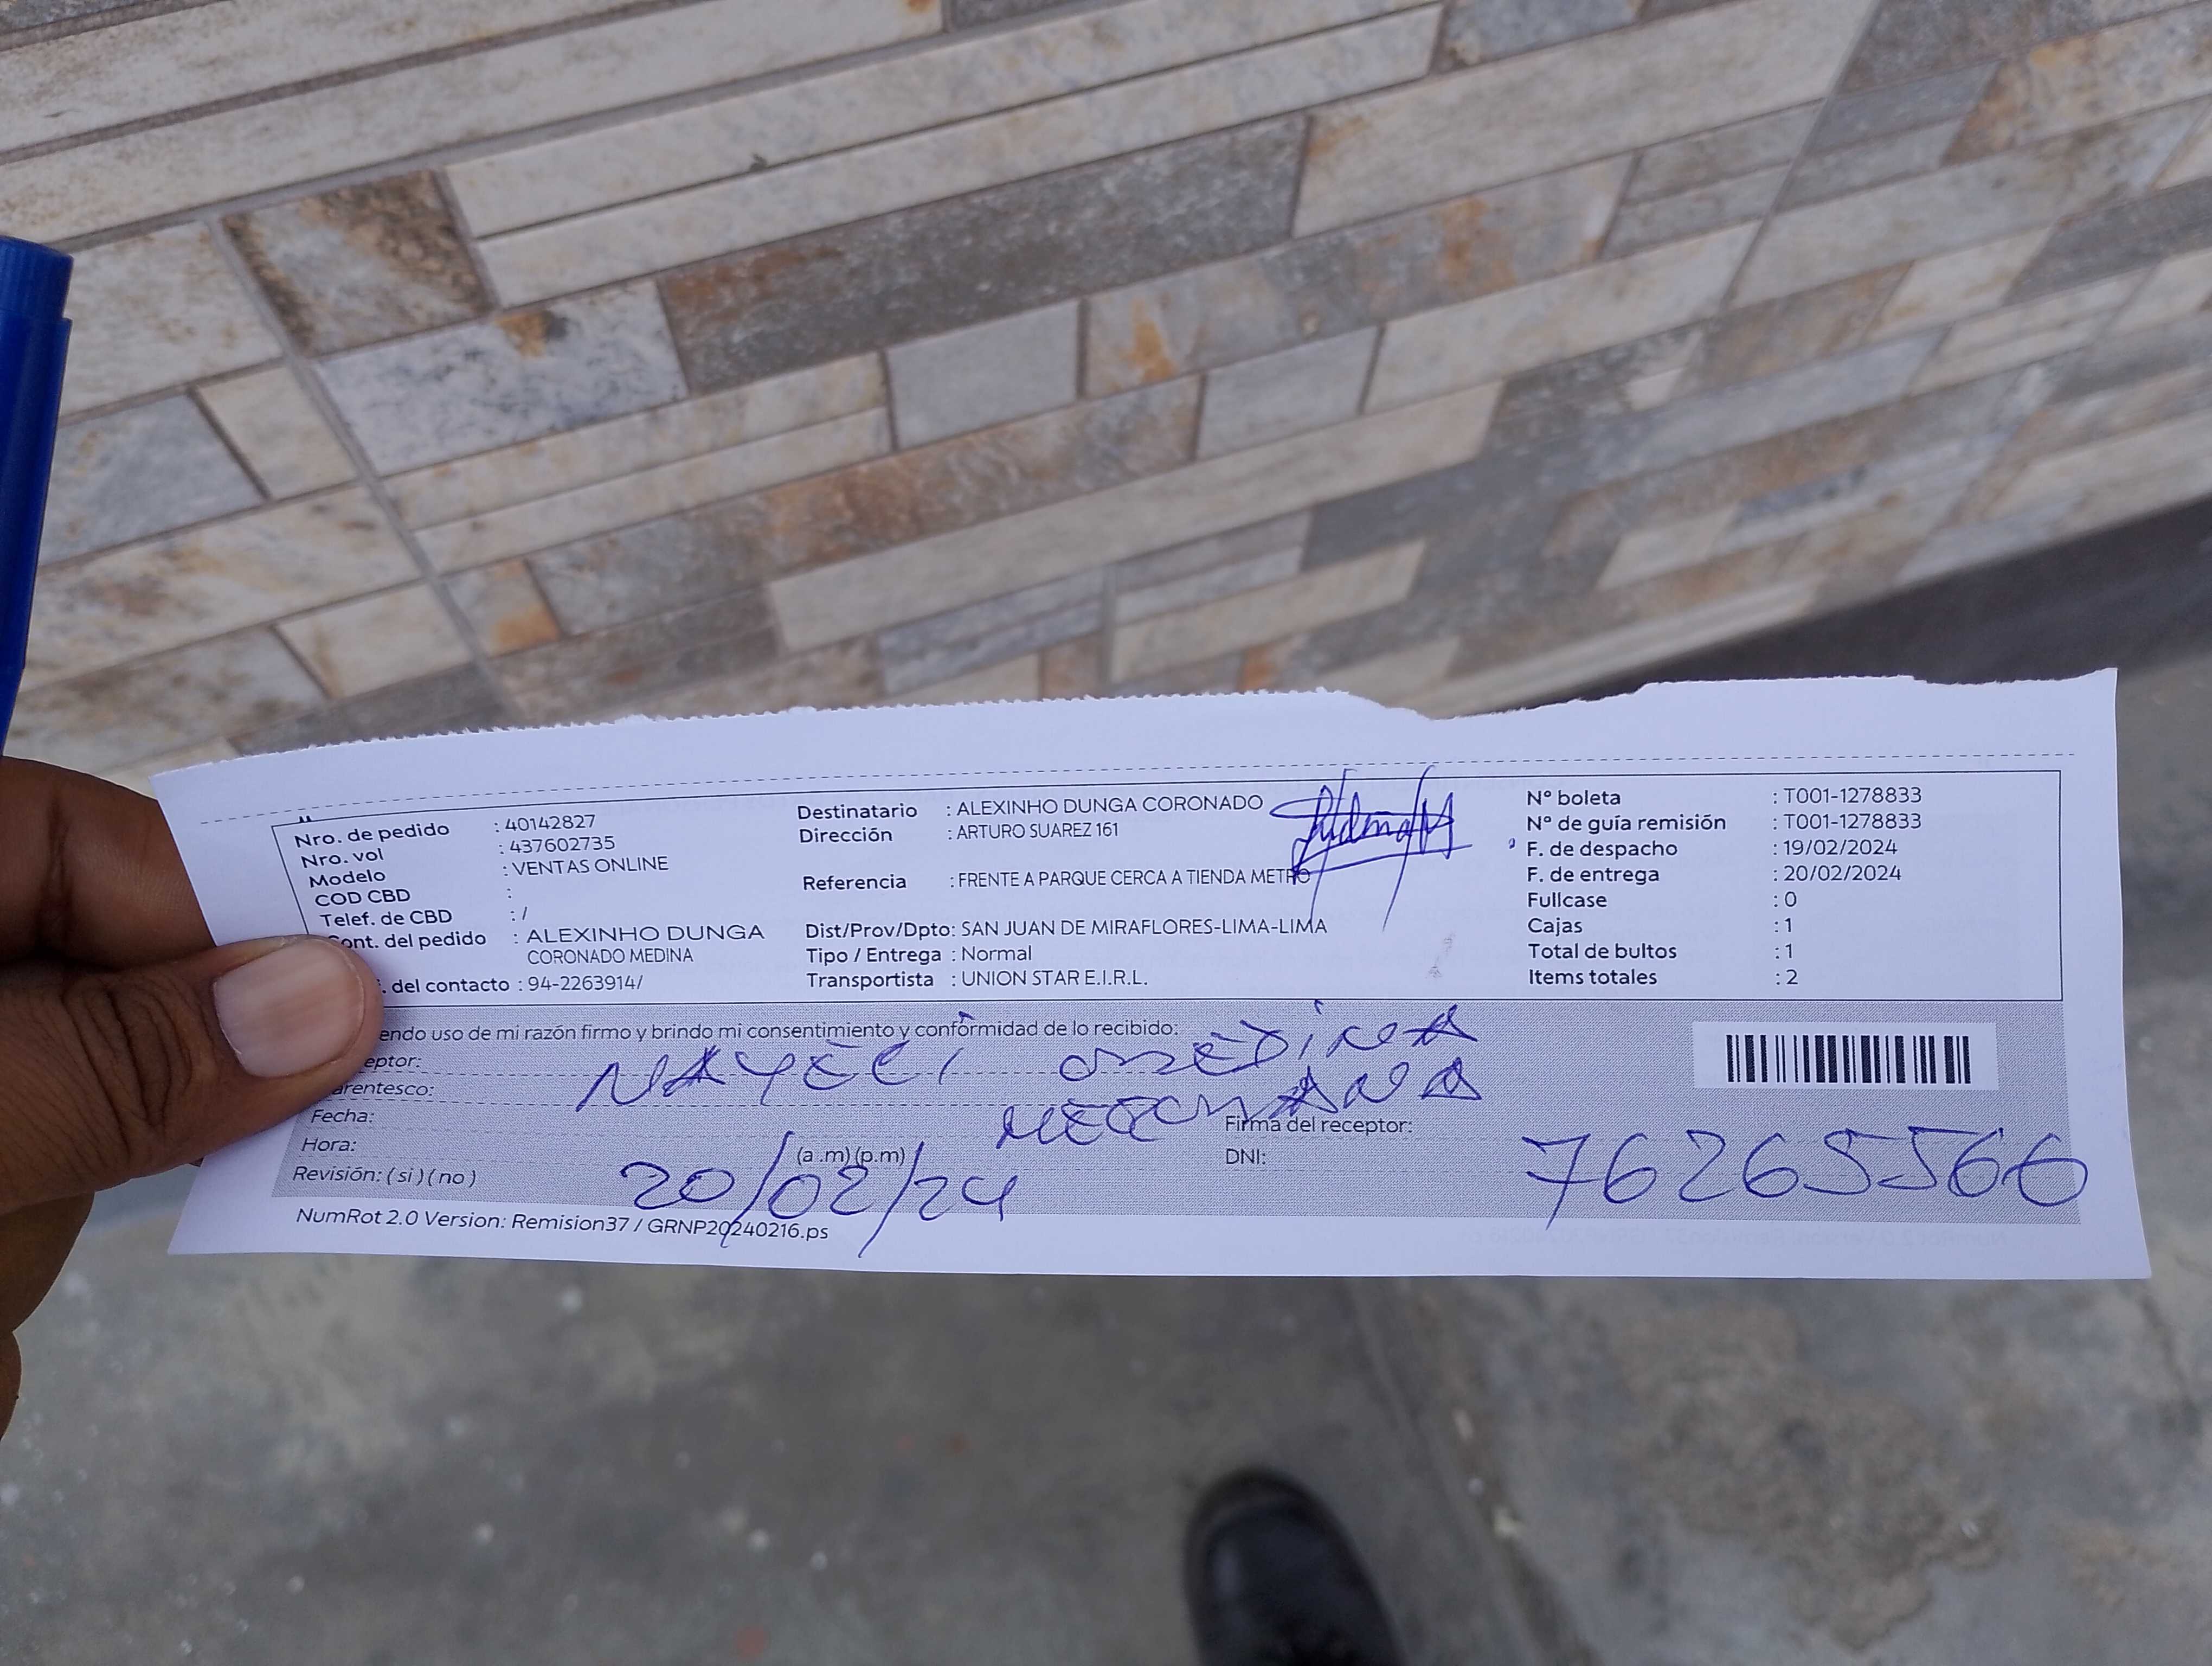 Nro. de pedido : 40142827
Nro. vol : 437602735
Modelo : VENTAS ONLINE
COD CBD :
Telef. de CBD : /
ont. del pedido : ALEXINHO DUNGA
CORONADO MEDINA
. del contacto : 94-2263914/
Destinatario : ALEXINHO DUNGA CORONADO
Dirección : ARTURO SUAREZ 161
Referencia : FRENTE A PARQUE CERCA A TIENDA METRO
Dist/Prov/Dpto: SAN JUAN DE MIRAFLORES-LIMA-LIMA
Tipo / Entrega : Normal
Transportista : UNION STAR E.I.R.L.
N° boleta : T001-1278833
N° de guía remisión : T001-1278833
F. de despacho : 19/02/2024
F. de entrega : 20/02/2024
Fullcase : 0
Cajas : 1
Total de bultos : 1
Items totales : 2
endo uso de mi razón firmo y brindo mi consentimiento y conformidad de lo recibido:
eptor: NAYELI MEDINA
arentesco: HERMANA
Fecha:
Hora: (a .m) (p.m)
Revisión: ( si ) ( no ) 20/02/24
Firma del receptor:
DNI: 76265566
NumRot 2.0 Version: Remision37 / GRNP20240216.ps